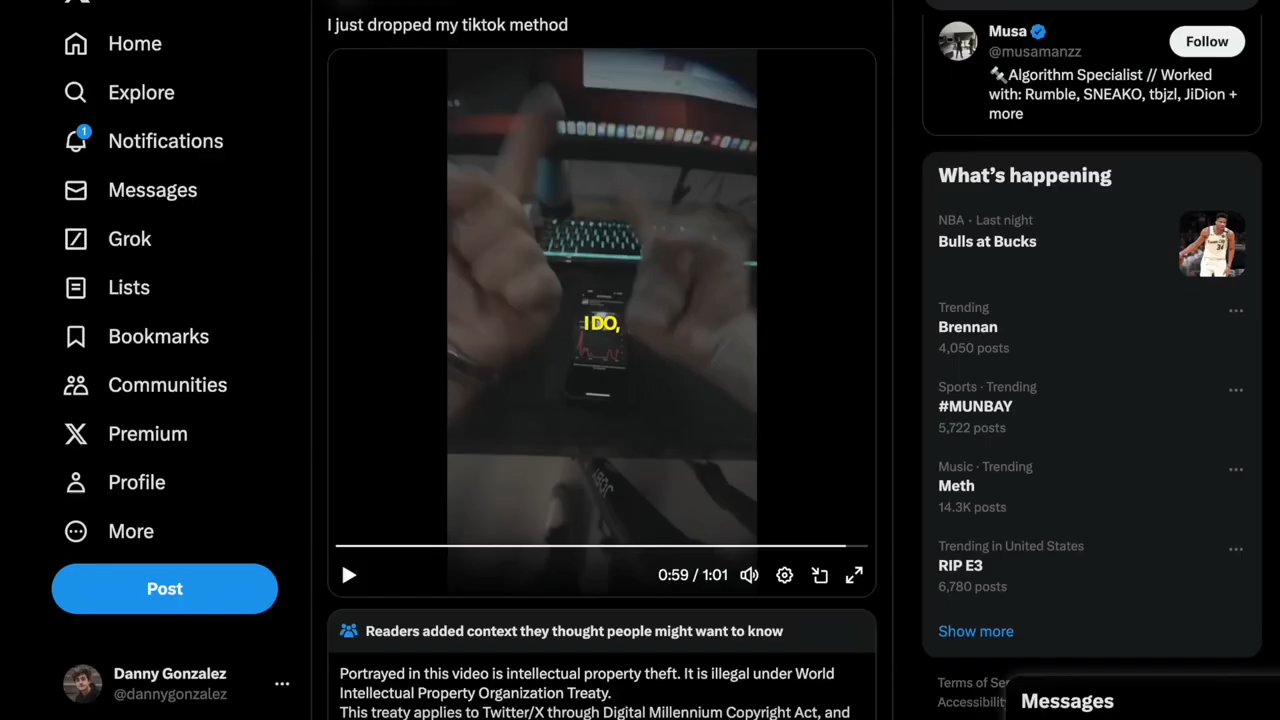 Home
Explore
1
Notifications
Messages
Grok
Lists
Bookmarks
Communities
Premium
Profile
More
Post
Danny Gonzalez
@dannygonzalez
I just dropped my tiktok method
I DO,
0:59 / 1:01
Readers added context they thought people might want to know
Portrayed in this video is intellectual property theft. It is illegal under World
Intellectual Property Organization Treaty.
This treaty applies to Twitter/X through Digital Millennium Copyright Act, and
Musa
@musamanzz
Follow
Algorithm Specialist // Worked
with: Rumble, SNEAKO, tbjzl, JiDion +
more
What's happening
NBA · Last night
Bulls at Bucks
Trending
Brennan
4,050 posts
Sports · Trending
#MUNBAY
5,722 posts
Music · Trending
Meth
14.3K posts
Trending in United States
RIP E3
6,780 posts
Show more
Terms of
Messages